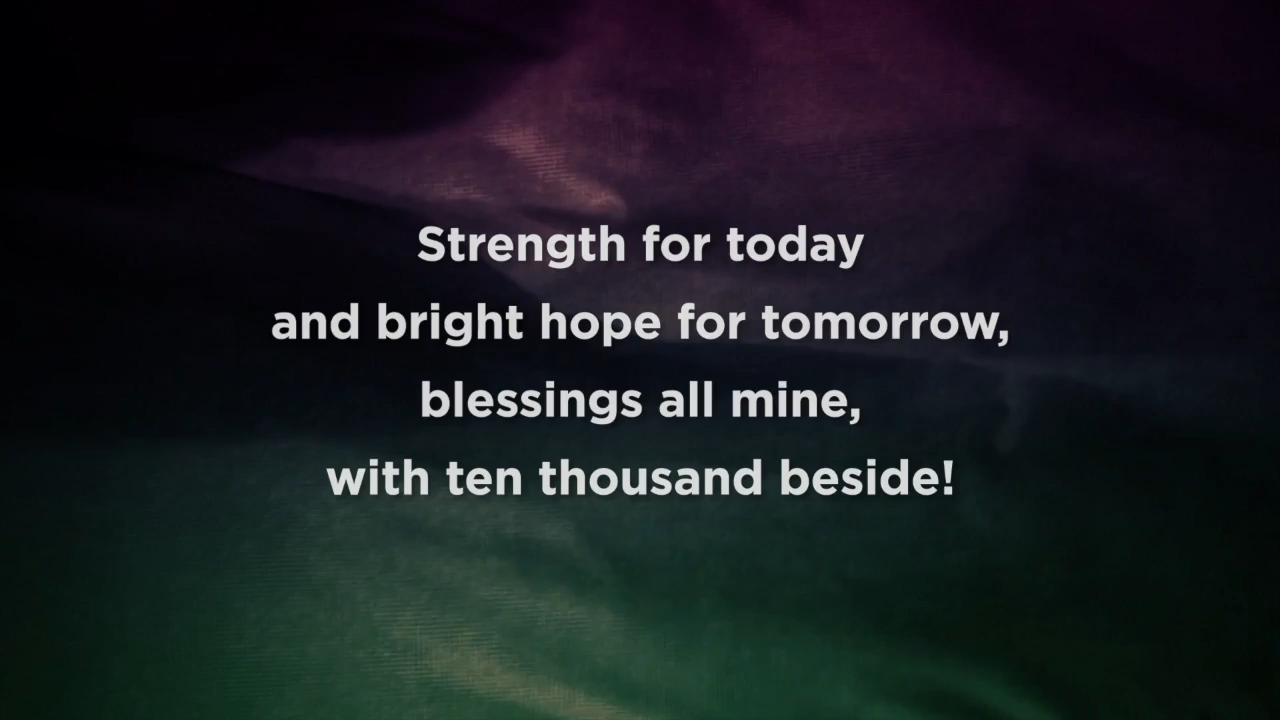 Strength for today
and bright hope for tomorrow,
blessings all mine,
with ten thousand beside!